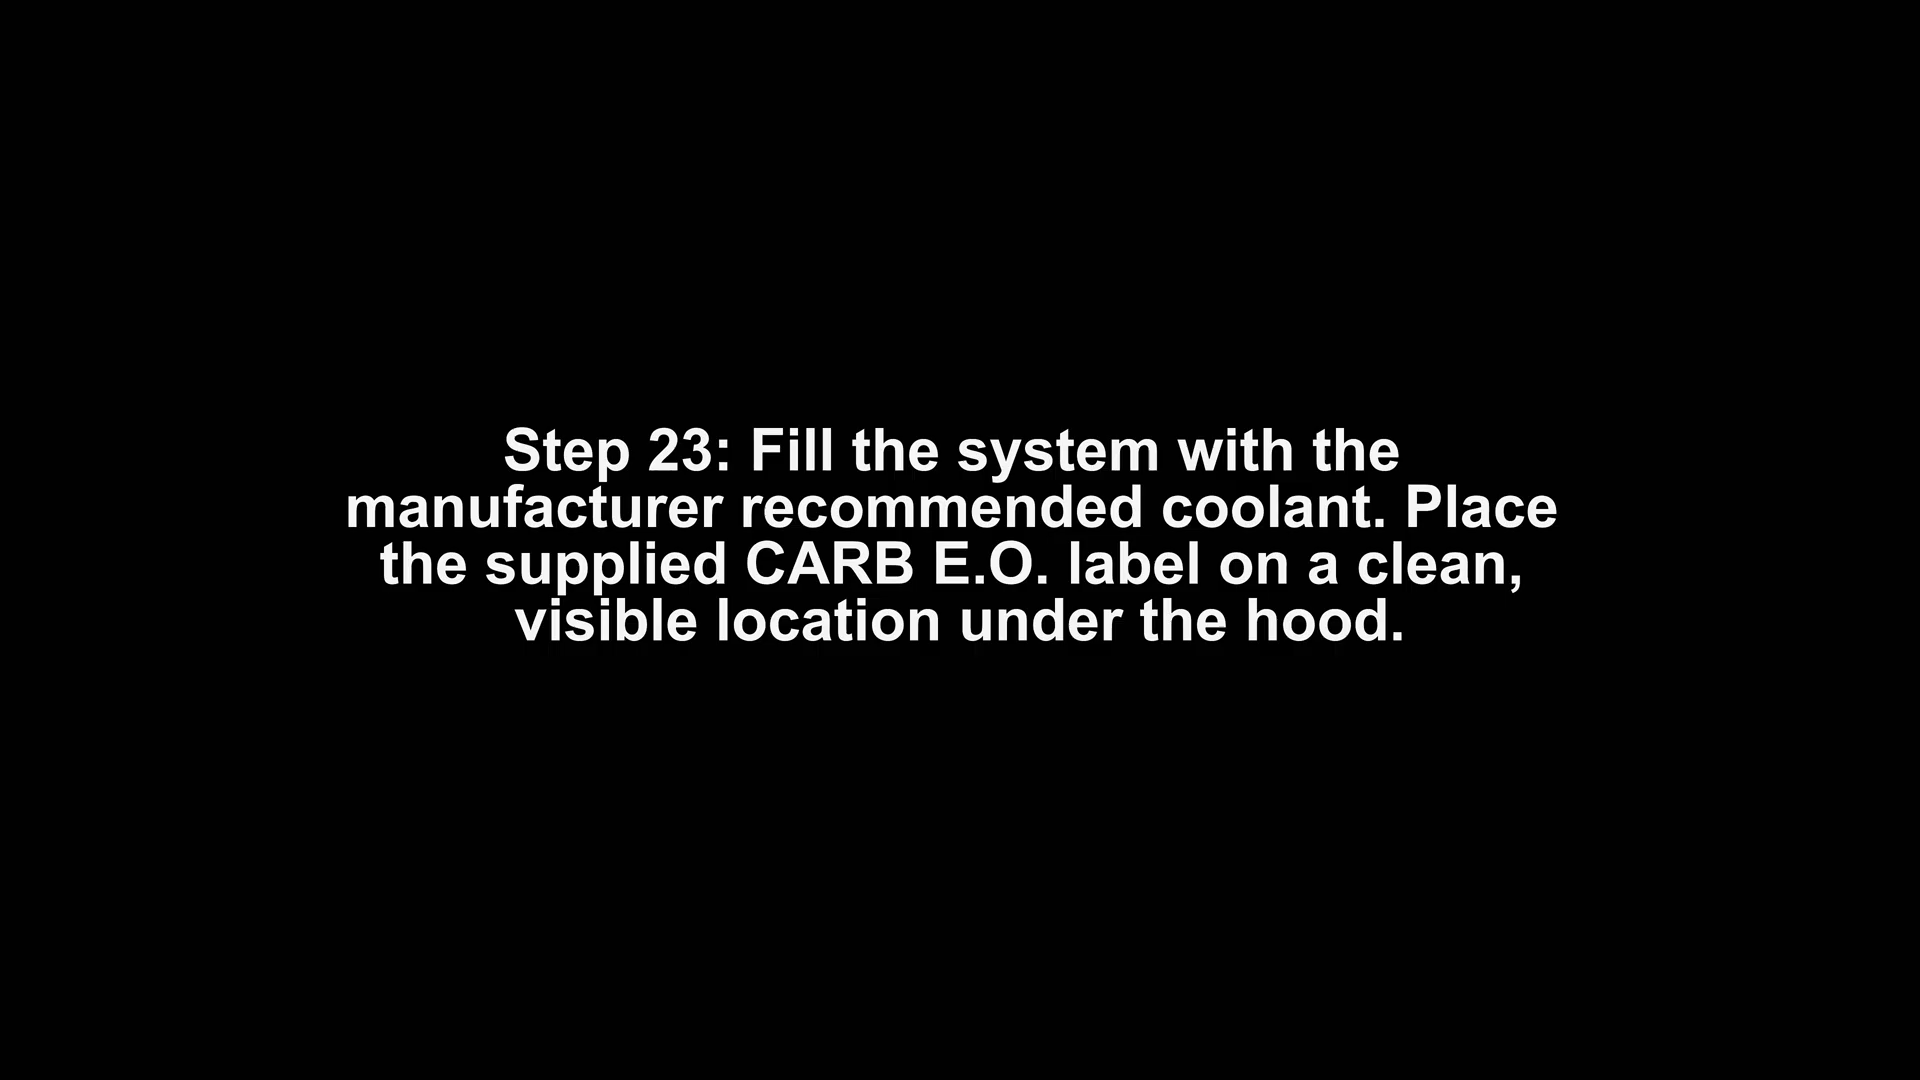 Step 23: Fill the system with the
manufacturer recommended coolant. Place
the supplied CARB E.O. label on a clean,
visible location under the hood.